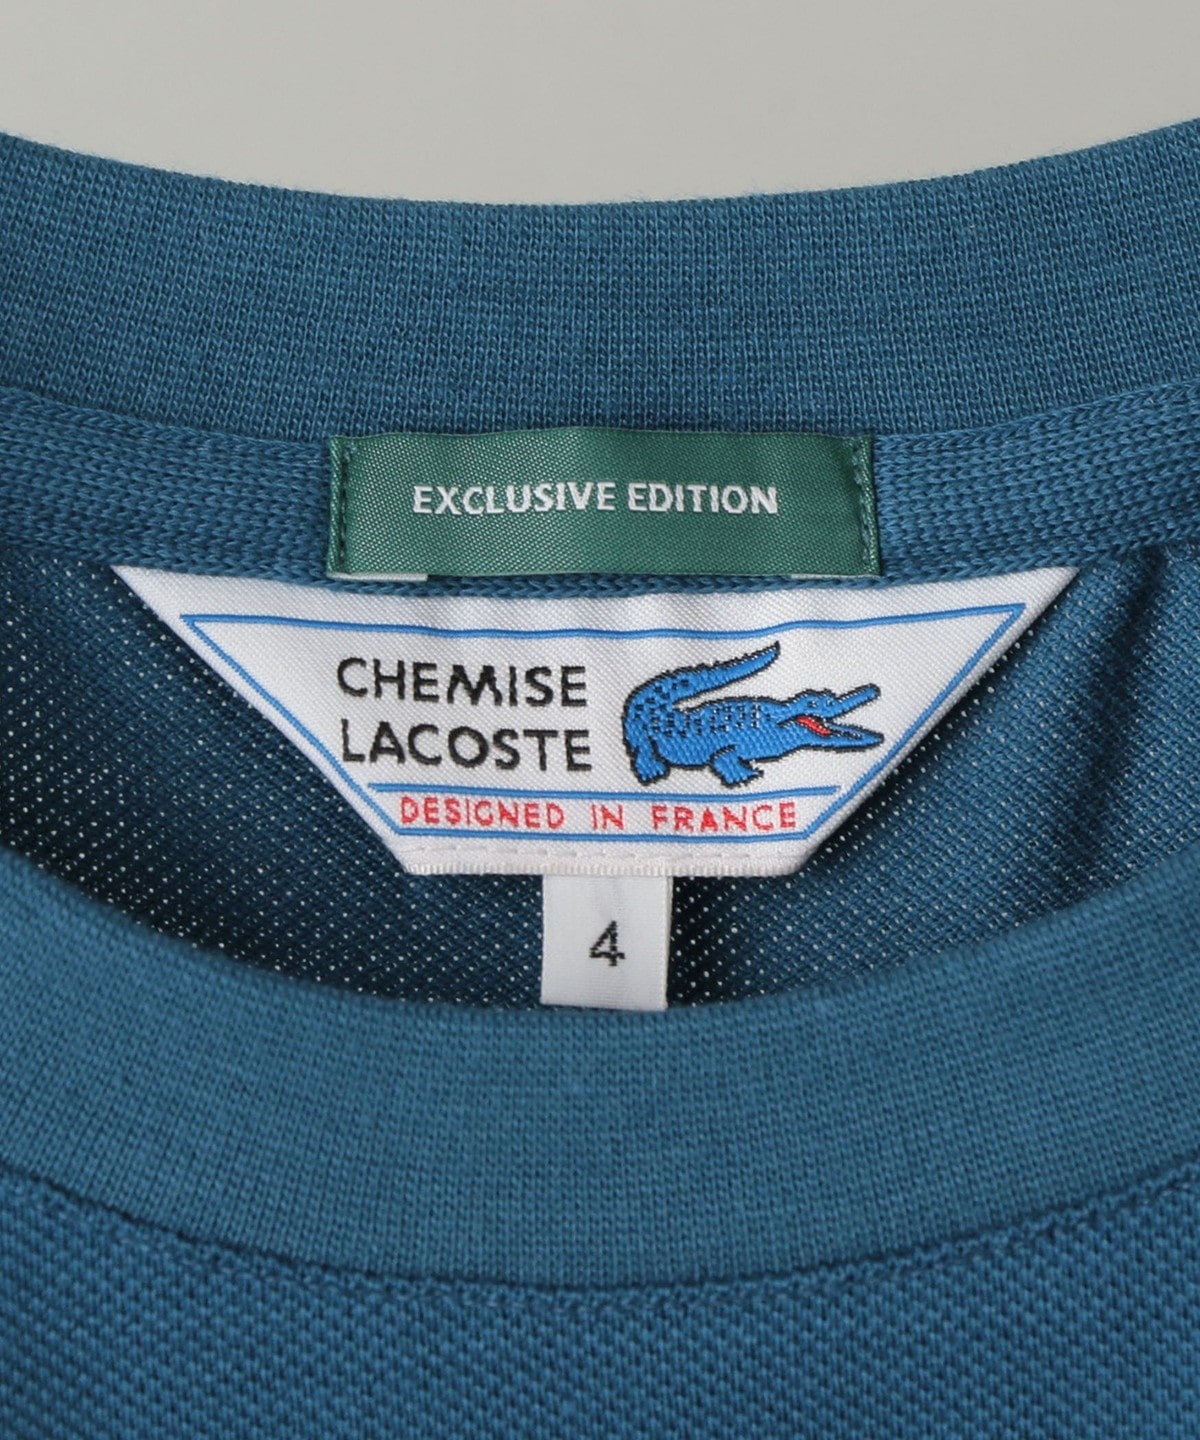 EXCLUSIVE EDITION
CHEMISE
LACOSTE
DESIGNED IN FRANCE
4